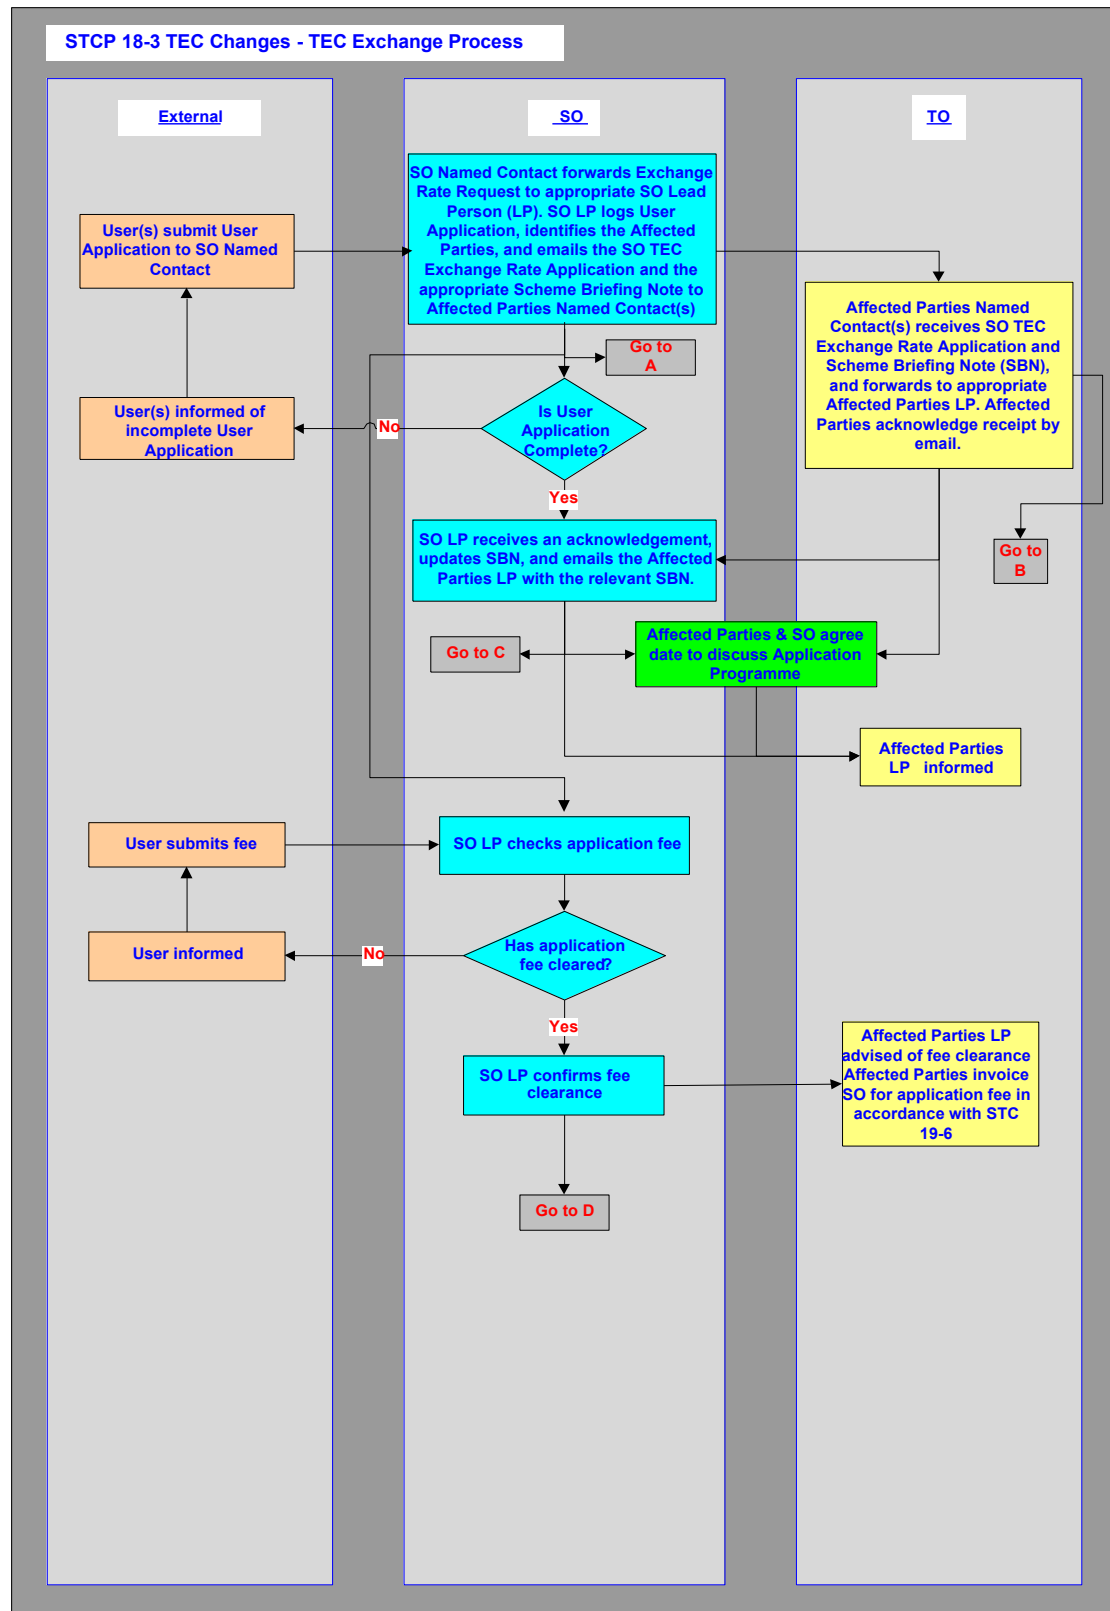 STCP 18-3 TEC Changes - TEC Exchange Process
External
SO
TO
SO Named Contact forwards Exchange
Rate Request to appropriate SO Lead
Person (LP). SO LP logs User
Application, identifies the Affected
Parties, and emails the SO TEC
Exchange Rate Application and the
appropriate Scheme Briefing Note to
Affected Parties Named Contact(s)
User(s) submit User
Application to SO Named
Contact
Affected Parties Named
Contact(s) receives SO TEC
Exchange Rate Application and
Scheme Briefing Note (SBN),
and forwards to appropriate
Affected Parties LP. Affected
Parties acknowledge receipt by
email.
Go to
A
Is User
Application
Complete?
No
User(s) informed of
incomplete User
Application
Yes
SO LP receives an acknowledgement,
updates SBN, and emails the Affected
Parties LP with the relevant SBN.
Go to
B
Go to C
Affected Parties & SO agree
date to discuss Application
Programme
Affected Parties
LP informed
User submits fee
SO LP checks application fee
User informed
No
Has application
fee cleared?
Yes
SO LP confirms fee
clearance
Affected Parties LP
advised of fee clearance
Affected Parties invoice
SO for application fee in
accordance with STC
19-6
Go to D